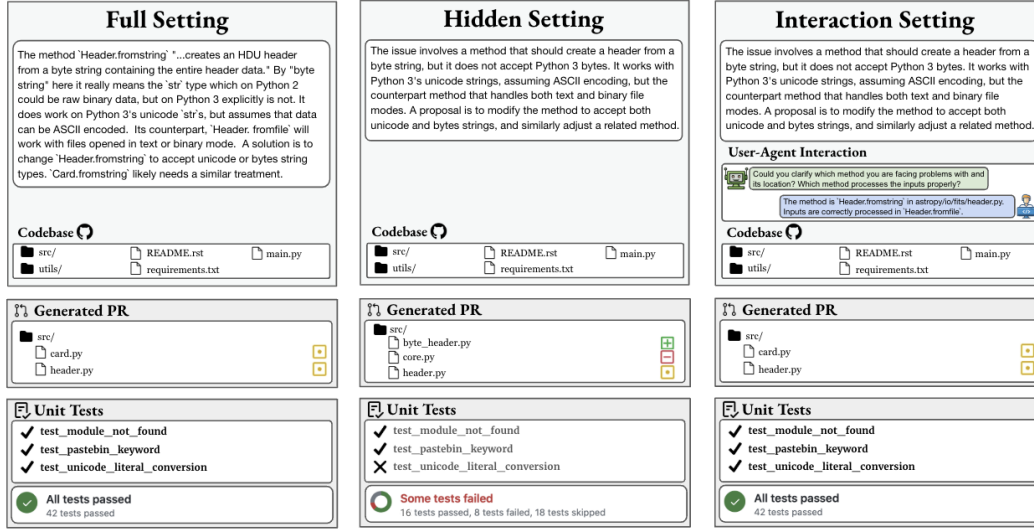 Full Setting
The method `Header.fromstring` "...creates an HDU header
from a byte string containing the entire header data." By "byte
string" here it really means the `str` type which on Python 2
could be raw binary data, but on Python 3 explicitly is not. It
does work on Python 3's unicode `str`s, but assumes that data
can be ASCII encoded. Its counterpart, `Header. fromfile` will
work with files opened in text or binary mode. A solution is to
change `Header.fromstring` to accept unicode or bytes string
types. `Card.fromstring` likely needs a similar treatment.
Codebase
src/
README.rst
main.py
utils/
requirements.txt
Generated PR
src/
card.py
header.py
Unit Tests
test_module_not_found
test_pastebin_keyword
test_unicode_literal_conversion
All tests passed
42 tests passed
Hidden Setting
The issue involves a method that should create a header from a
byte string, but it does not accept Python 3 bytes. It works with
Python 3's unicode strings, assuming ASCII encoding, but the
counterpart method that handles both text and binary file
modes. A proposal is to modify the method to accept both
unicode and bytes strings, and similarly adjust a related method.
Codebase
src/
README.rst
main.py
utils/
requirements.txt
Generated PR
src/
byte_header.py
core.py
header.py
Unit Tests
test_module_not_found
test_pastebin_keyword
test_unicode_literal_conversion
Some tests failed
16 tests passed, 8 tests failed, 18 tests skipped
Interaction Setting
The issue involves a method that should create a header from a
byte string, but it does not accept Python 3 bytes. It works with
Python 3's unicode strings, assuming ASCII encoding, but the
counterpart method that handles both text and binary file
modes. A proposal is to modify the method to accept both
unicode and bytes strings, and similarly adjust a related method.
User-Agent Interaction
Could you clarify which method you are facing problems with and
its location? Which method processes the inputs properly?
The method is `Header.fromstring` in astropy/io/fits/header.py.
Inputs are correctly processed in `Header.fromfile`.
Codebase
src/
README.rst
main.py
utils/
requirements.txt
Generated PR
src/
card.py
header.py
Unit Tests
test_module_not_found
test_pastebin_keyword
test_unicode_literal_conversion
All tests passed
42 tests passed